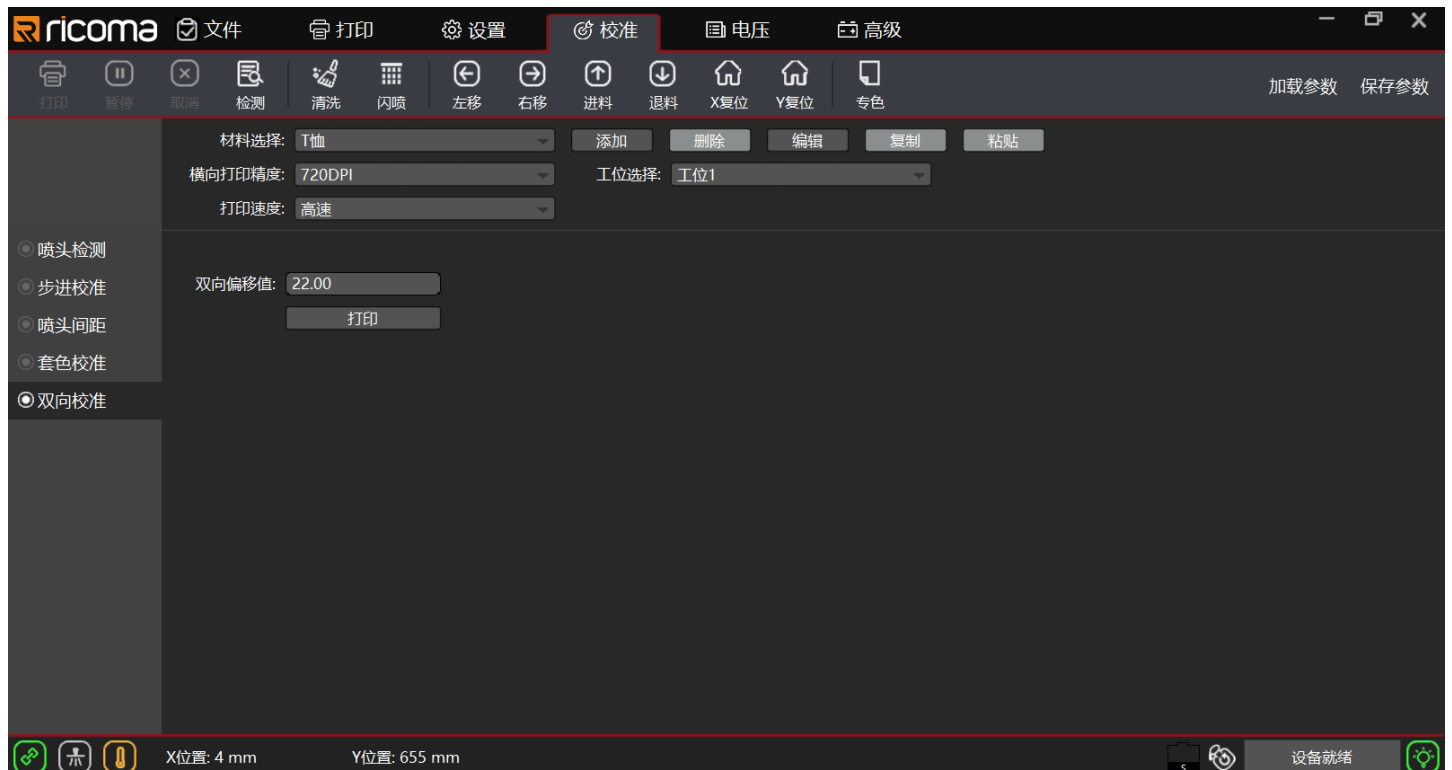 ricoma 文件 打印 设置 校准 电压 高级
打印 暂停 取消 检测 清洗 闪喷 左移 右移 进料 退料 X复位 Y复位 专色 加载参数 保存参数
材料选择: T恤 添加 删除 编辑 复制 粘贴
横向打印精度: 720DPI 工位选择: 工位1
打印速度: 高速
喷头检测
步进校准
双向偏移值: 22.00
喷头间距
打印
套色校准
双向校准
X位置: 4 mm Y位置: 655 mm S 设备就绪